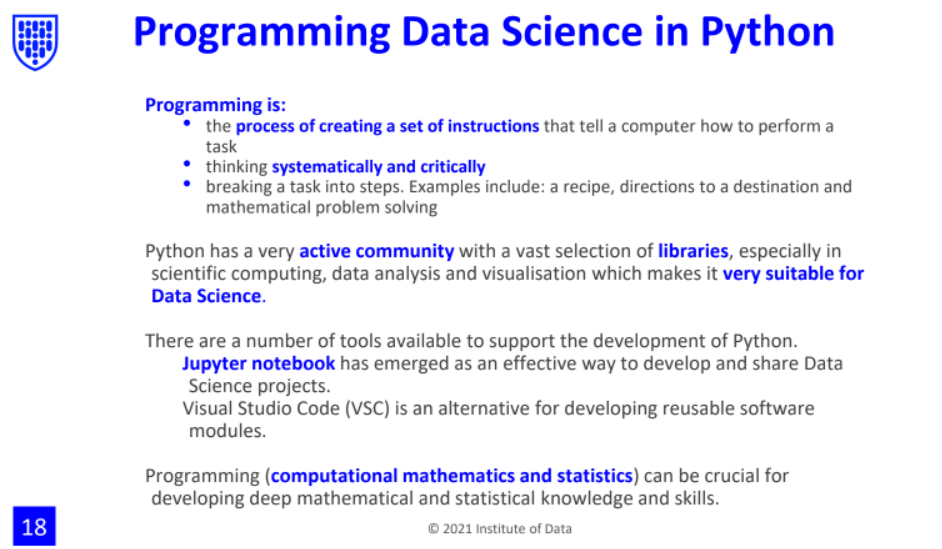 Programming Data Science in Python
Programming is:
• the process of creating a set of instructions that tell a computer how to perform a
task
• thinking systematically and critically
• breaking a task into steps. Examples include: a recipe, directions to a destination and
mathematical problem solving
Python has a very active community with a vast selection of libraries, especially in
scientific computing, data analysis and visualisation which makes it very suitable for
Data Science.
There are a number of tools available to support the development of Python.
Jupyter notebook has emerged as an effective way to develop and share Data
Science projects.
Visual Studio Code (VSC) is an alternative for developing reusable software
modules.
Programming (computational mathematics and statistics) can be crucial for
developing deep mathematical and statistical knowledge and skills.
18
© 2021 Institute of Data